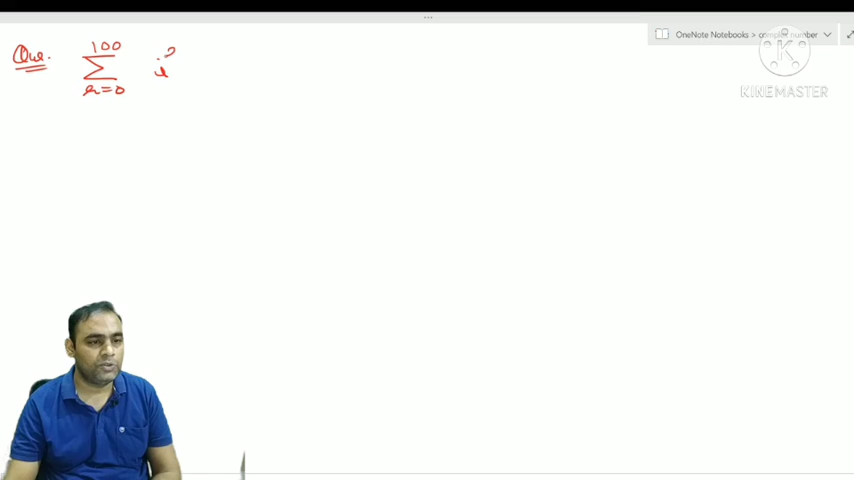 ...
OneNote Notebooks > complex number
K
KINEMASTER
Que.
100
∑ i
r=0